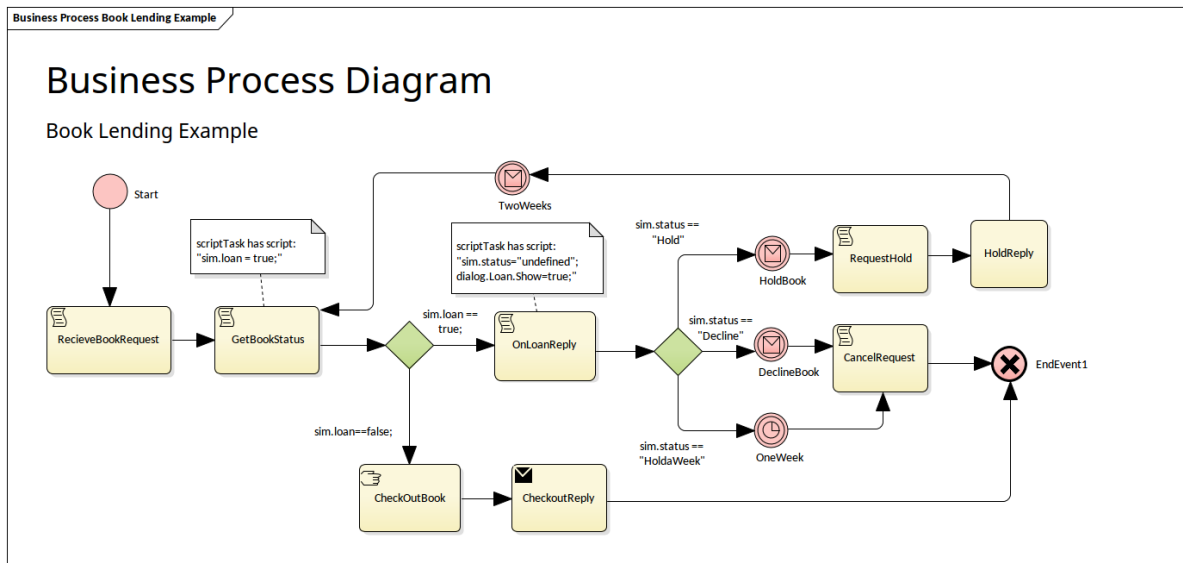 Business Process Book Lending Example
Business Process Diagram
Book Lending Example
Start
TwoWeeks
scriptTask has script:
"sim.loan = true;"
scriptTask has script:
"sim.status="undefined";
dialog.Loan.Show=true;"
sim.status ==
"Hold"
HoldBook
RequestHold
HoldReply
RecieveBookRequest
GetBookStatus
sim.loan ==
true;
OnLoanReply
sim.status ==
"Decline"
DeclineBook
CancelRequest
EndEvent1
sim.loan==false;
sim.status ==
"HoldaWeek"
OneWeek
CheckOutBook
CheckoutReply